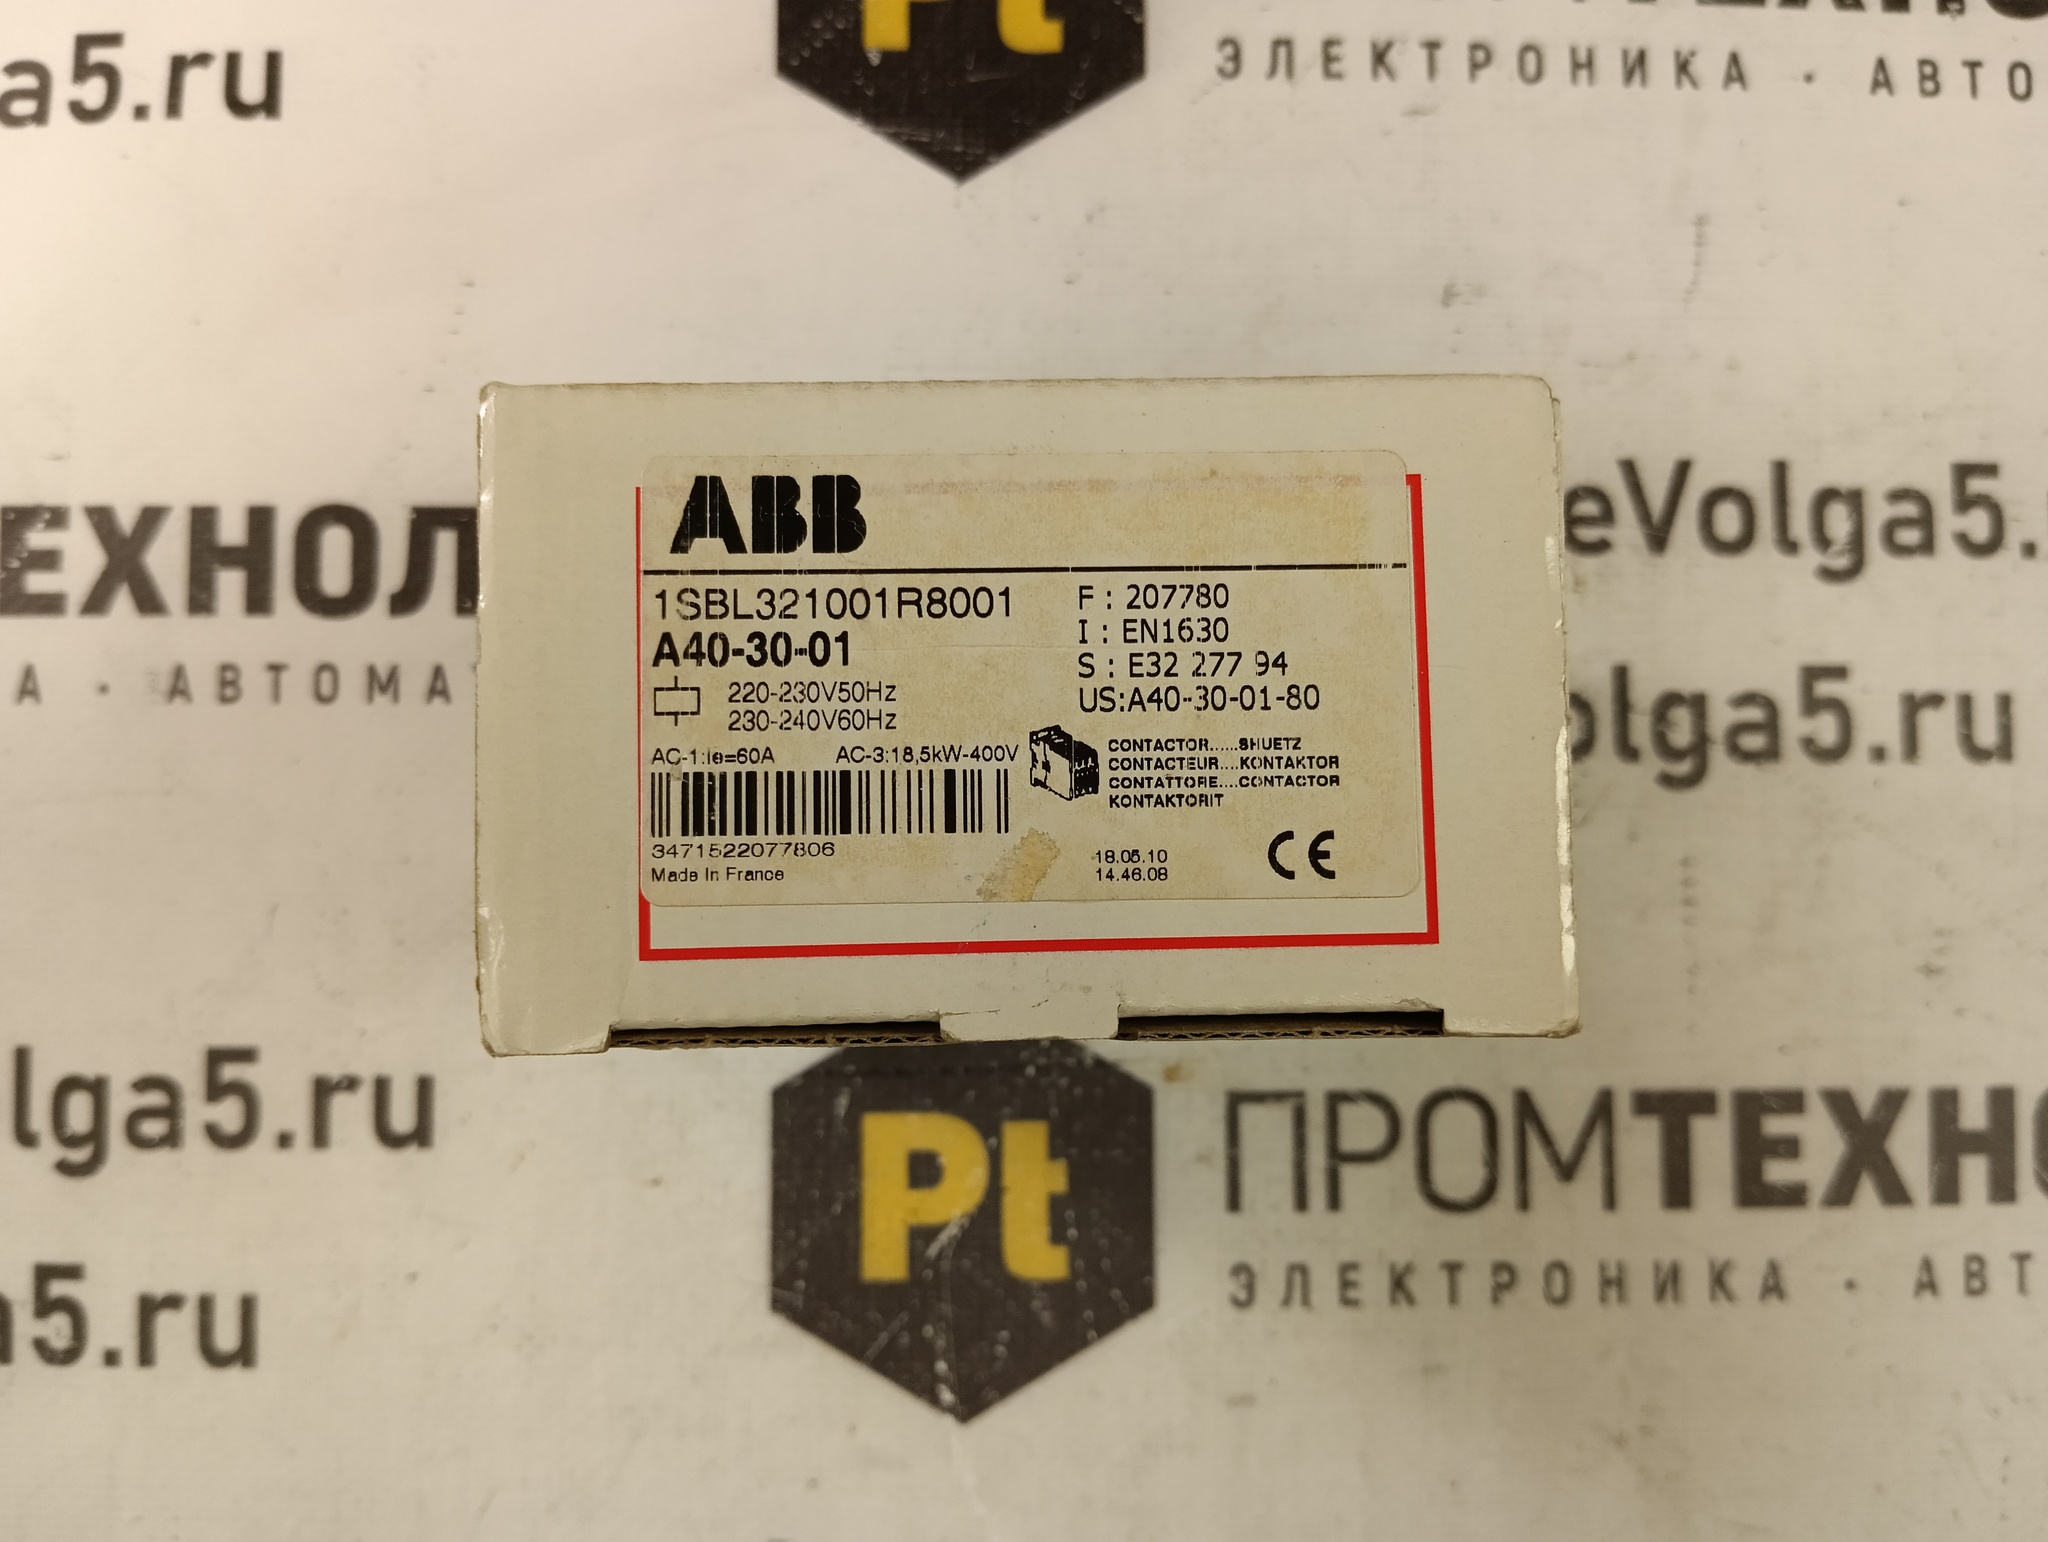 a5.ru
Pt
ЭЛЕКТРОНИКА · АВТО
ABB
1SBL321001R8001
A40-30-01
220-230V50Hz
230-240V60Hz
AC-1:Ie=60A AC-3:18,5kW-400V
3471522077806
Made In France
F : 207780
I : EN1630
S : E32 277 94
US:A40-30-01-80
CONTACTOR......SHUETZ
CONTACTEUR....KONTAKTOR
CONTATTORE....CONTACTOR
KONTAKTORIT
18.05.10
14.46.08
CE
ЕХНОЛ
А · АВТОМА
eVolga5.
olga5.ru
lga5.ru
a5.ru
Pt
ПРОМТЕХНО
ЭЛЕКТРОНИКА · АВТ